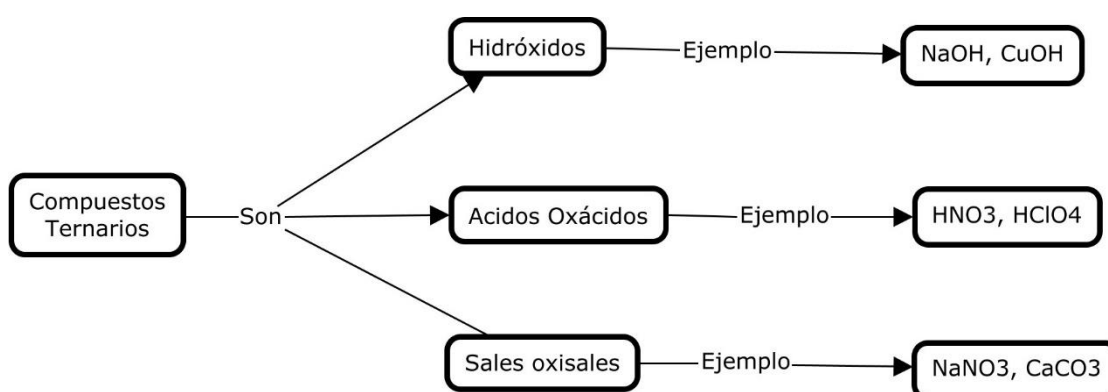 Hidróxidos
Ejemplo
NaOH, CuOH
Compuestos
Ternarios
Son
Acidos Oxácidos
Ejemplo
HNO3, HClO4
Sales oxisales
Ejemplo
NaNO3, CaCO3